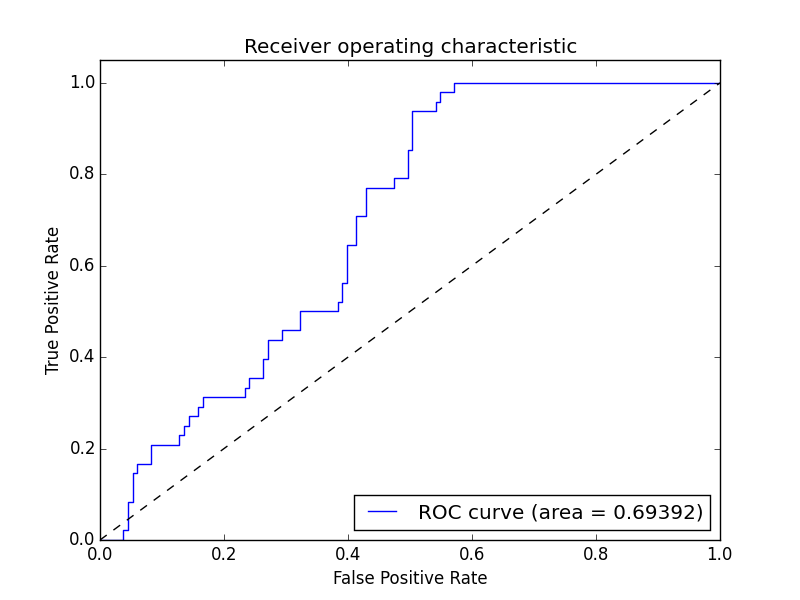 Receiver operating characteristic
1.0
0.8
0.6
0.4
0.2
0.0
True Positive Rate
ROC curve (area = 0.69392)
0.0 0.2 0.4 0.6 0.8 1.0
False Positive Rate